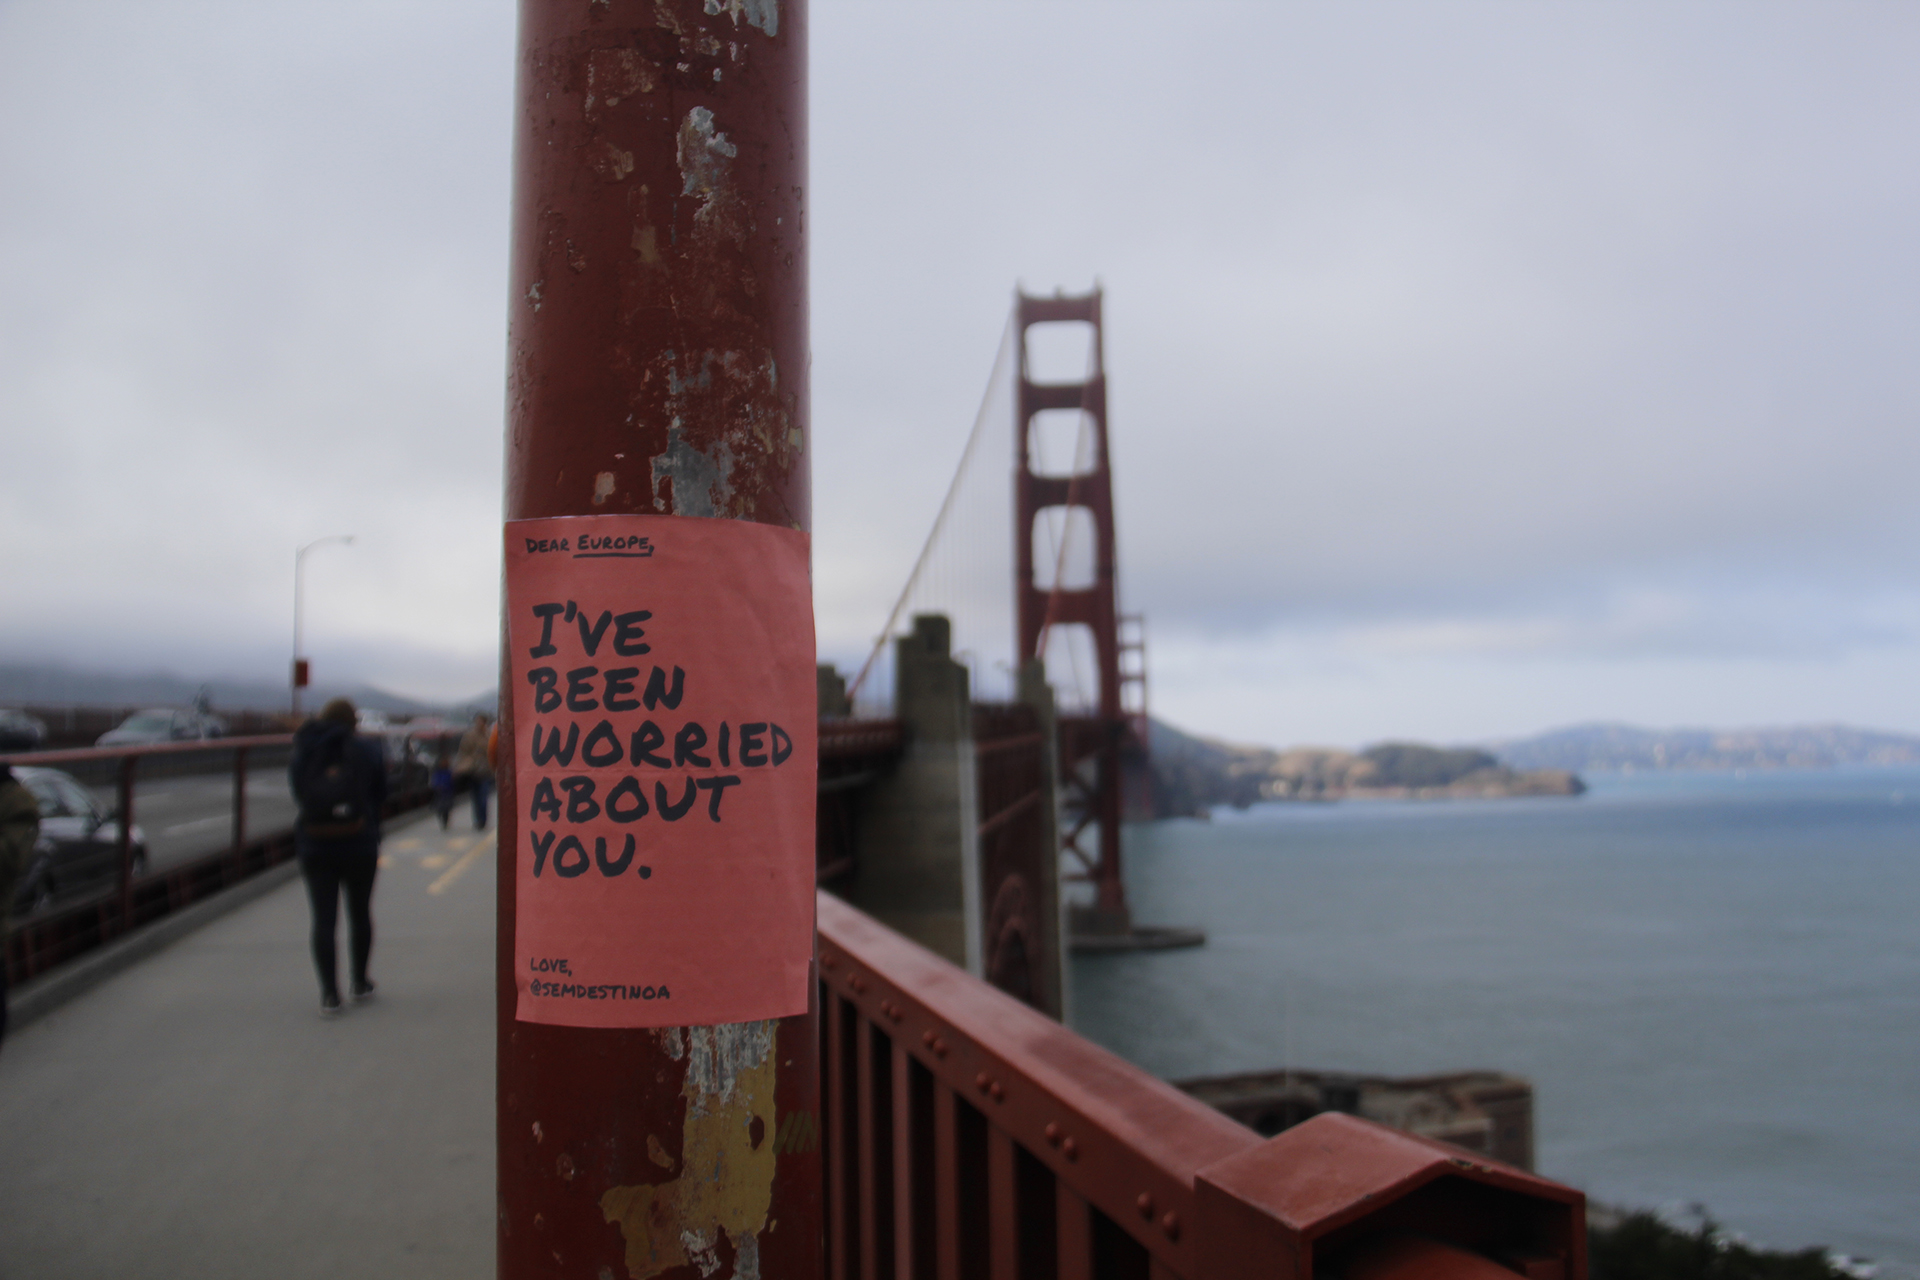 DEAR EUROPE,
I'VE
BEEN
WORRIED
ABOUT
YOU.
LOVE,
@SEMDESTINOA